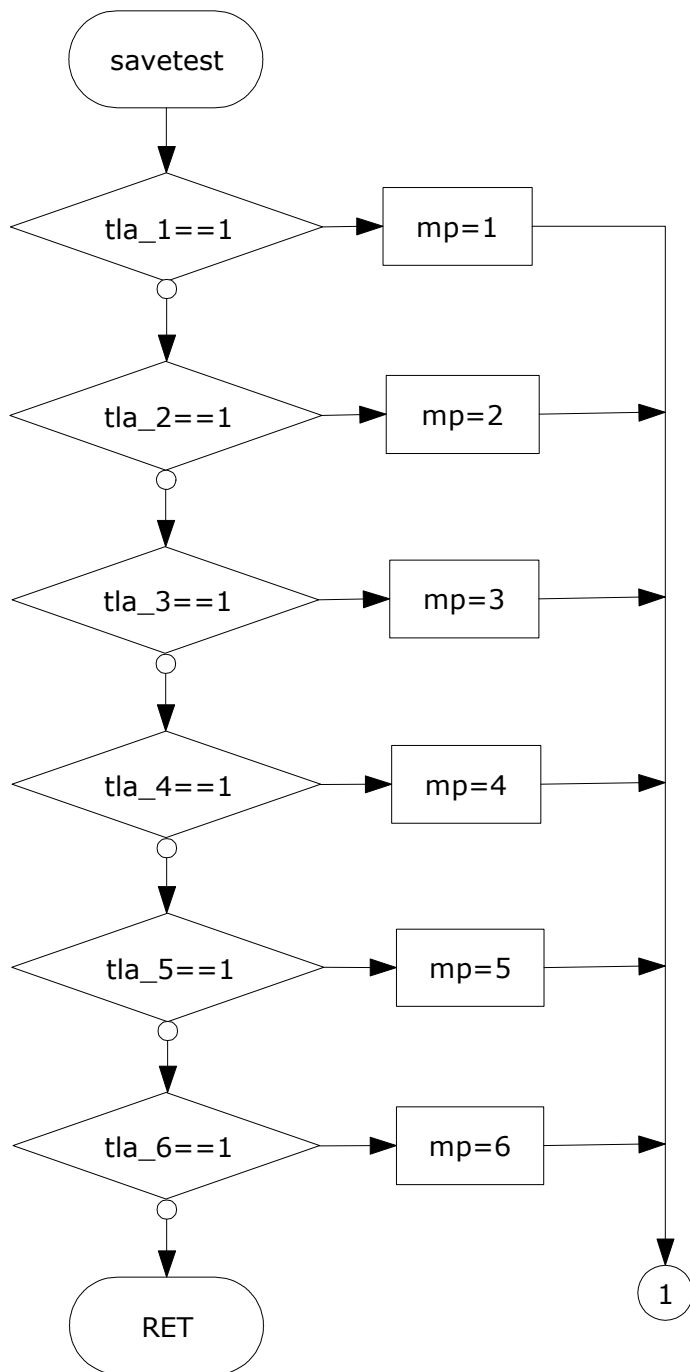 savetest
tla_1==1
mp=1
tla_2==1
mp=2
tla_3==1
mp=3
tla_4==1
mp=4
tla_5==1
mp=5
tla_6==1
mp=6
1
RET